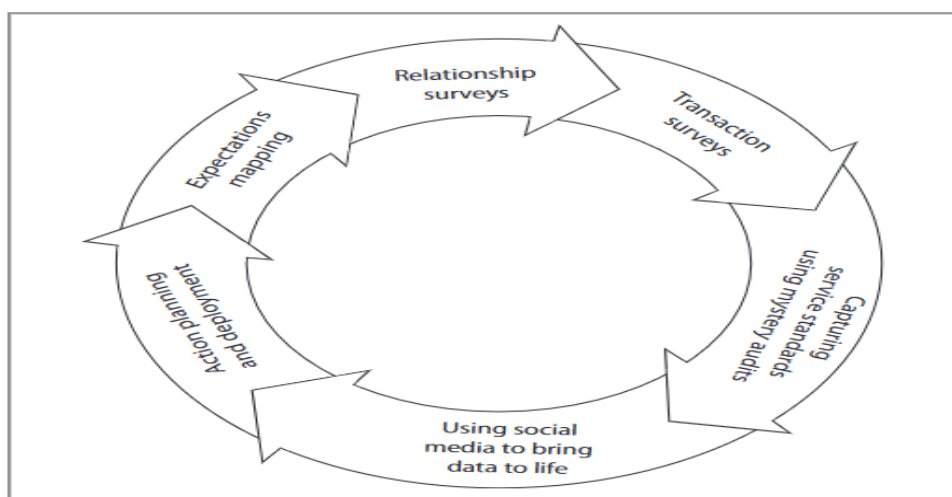 Relationship
surveys
Transaction
surveys
Capturing
service standards
using mystery audits
Using social
media to bring
data to life
Action planning
and deployment
Expectations
mapping